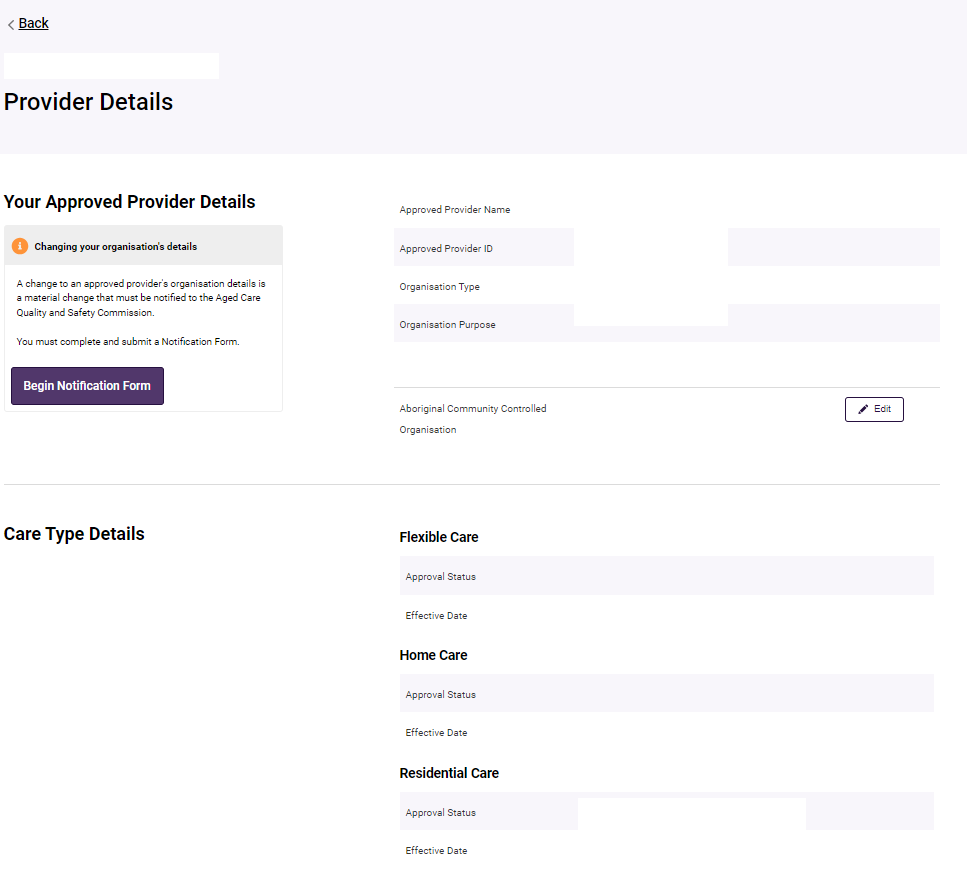 Back
Provider Details
Your Approved Provider Details
Changing your organisation's details
A change to an approved provider's organisation details is
a material change that must be notified to the Aged Care
Quality and Safety Commission.
You must complete and submit a Notification Form.
Begin Notification Form
Approved Provider Name
Approved Provider ID
Organisation Type
Organisation Purpose
Aboriginal Community Controlled
Organisation
Edit
Care Type Details
Flexible Care
Approval Status
Effective Date
Home Care
Approval Status
Effective Date
Residential Care
Approval Status
Effective Date